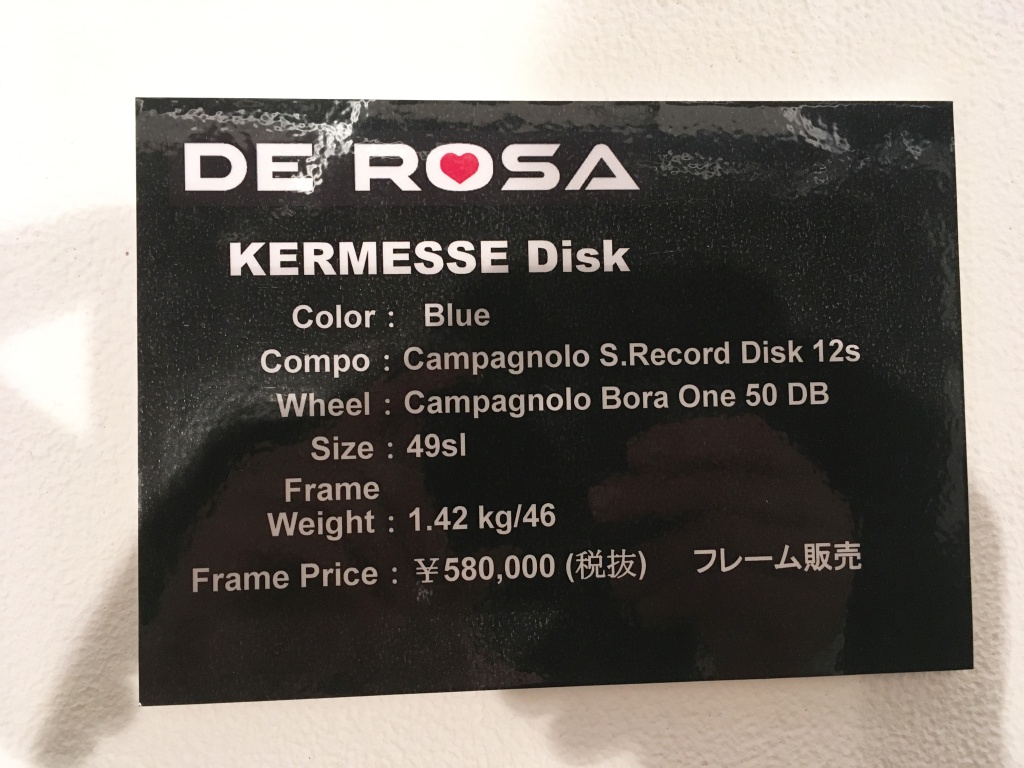 DE ROSA
KERMESSE Disk
Color : Blue
Compo : Campagnolo S.Record Disk 12s
Wheel : Campagnolo Bora One 50 DB
Size : 49sl
Frame
Weight : 1.42 kg/46
Frame Price : ¥580,000 (税抜) フレーム販売